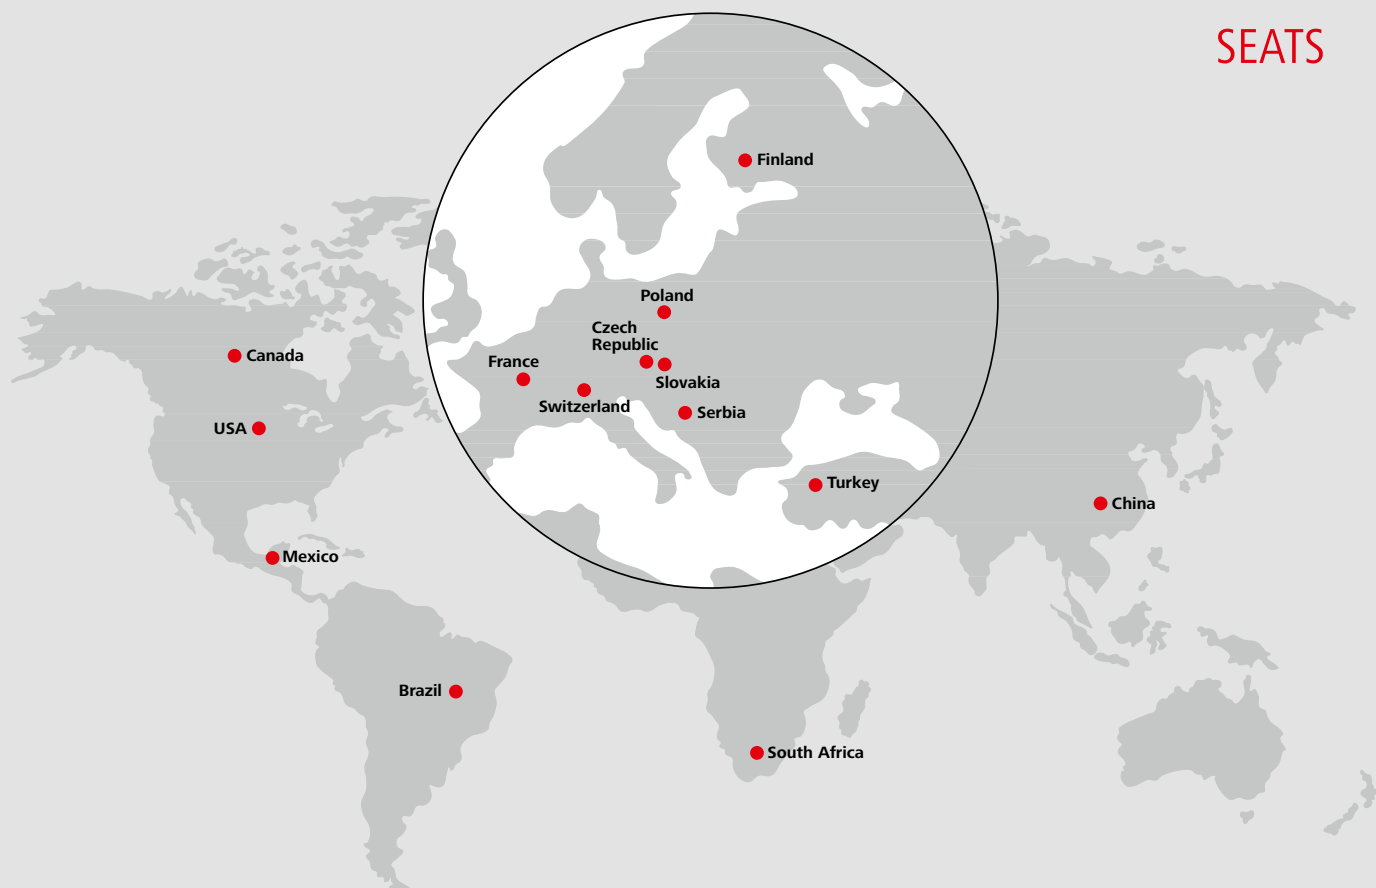 SEATS
Finland
Poland
Czech
Republic
France
Slovakia
Switzerland
Serbia
Canada
USA
Turkey
China
Mexico
Brazil
South Africa